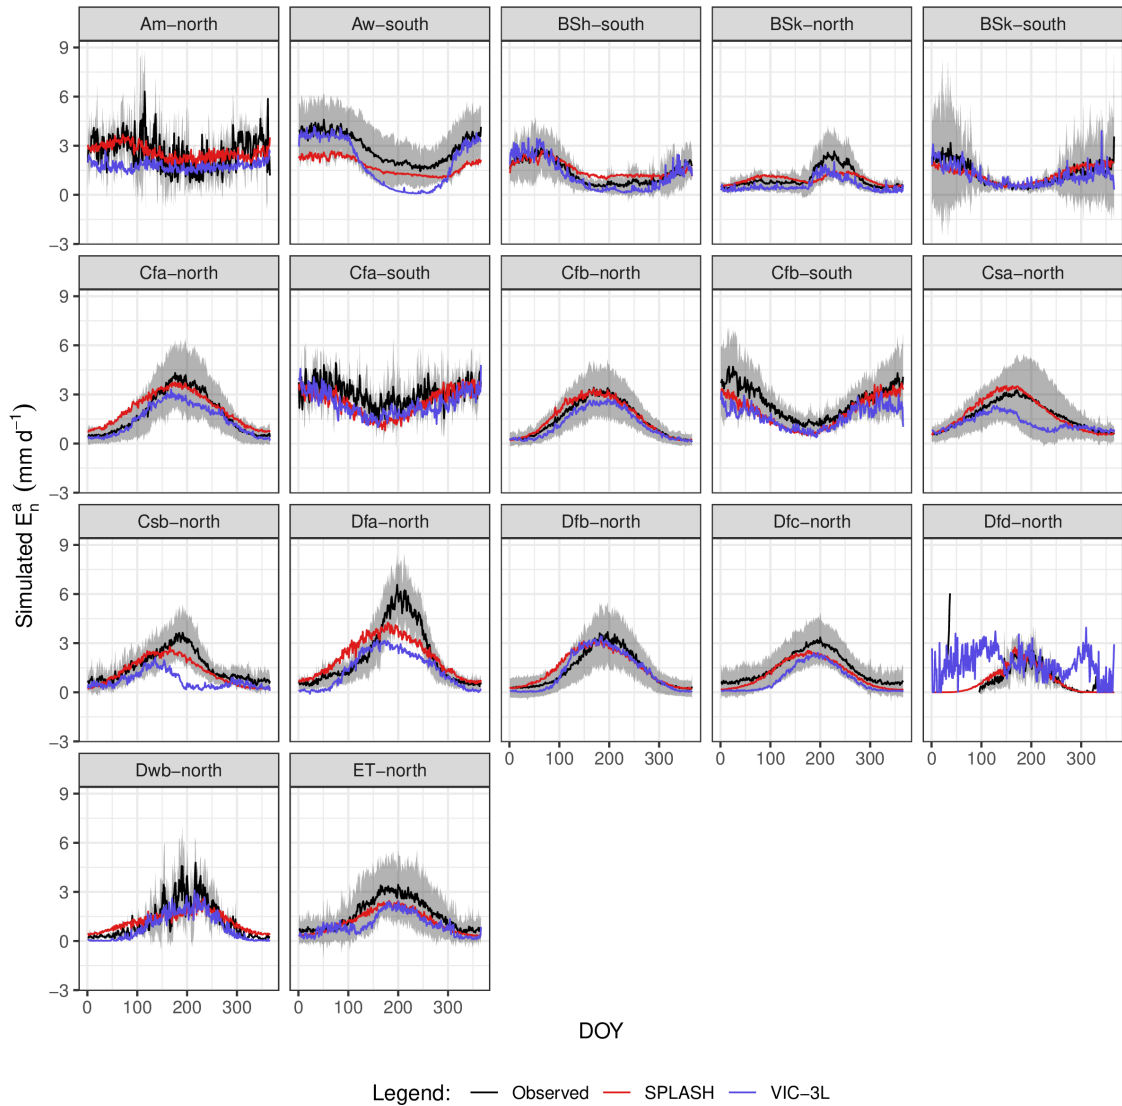 Am−north Aw−south BSh−south BSk−north BSk−south
9
6
3
0
−3
Cfa−north Cfa−south Cfb−north Cfb−south Csa−north
9
6
3
0
−3
Csb−north Dfa−north Dfb−north Dfc−north Dfd−north
9
6
3
0
−3
0 100 200 300 0 100 200 300 0 100 200 300
Dwb−north ET−north
9
6
3
0
−3
0 100 200 300 0 100 200 300
Simulated E_n^a (mm d^−1)
DOY
Legend: Observed SPLASH VIC−3L